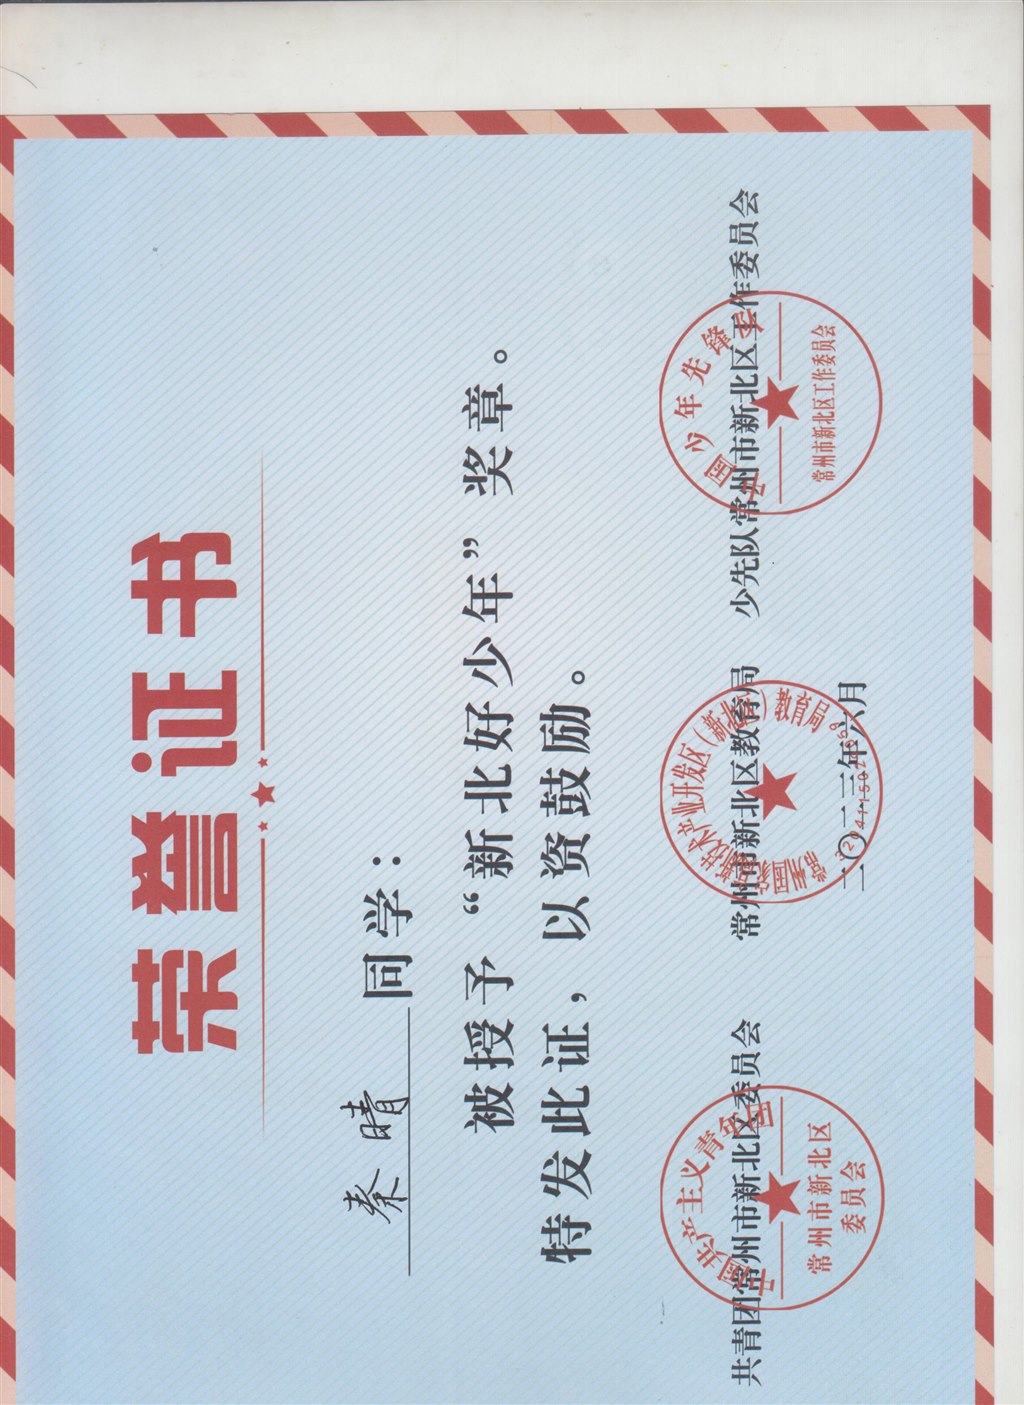 荣誉证书
秦晴 同学：
被授予“新北好少年”奖章。
特发此证，以资鼓励。
共青团常州市新北区委员会 常州市新北区教育局 少先队常州市新北区工作委员会
二〇二三年六月
中国共产主义青年团
常州市新北区
委员会
常州国家高新技术产业开发区（新北区）教育局
中国少年先锋队
常州市新北区工作委员会